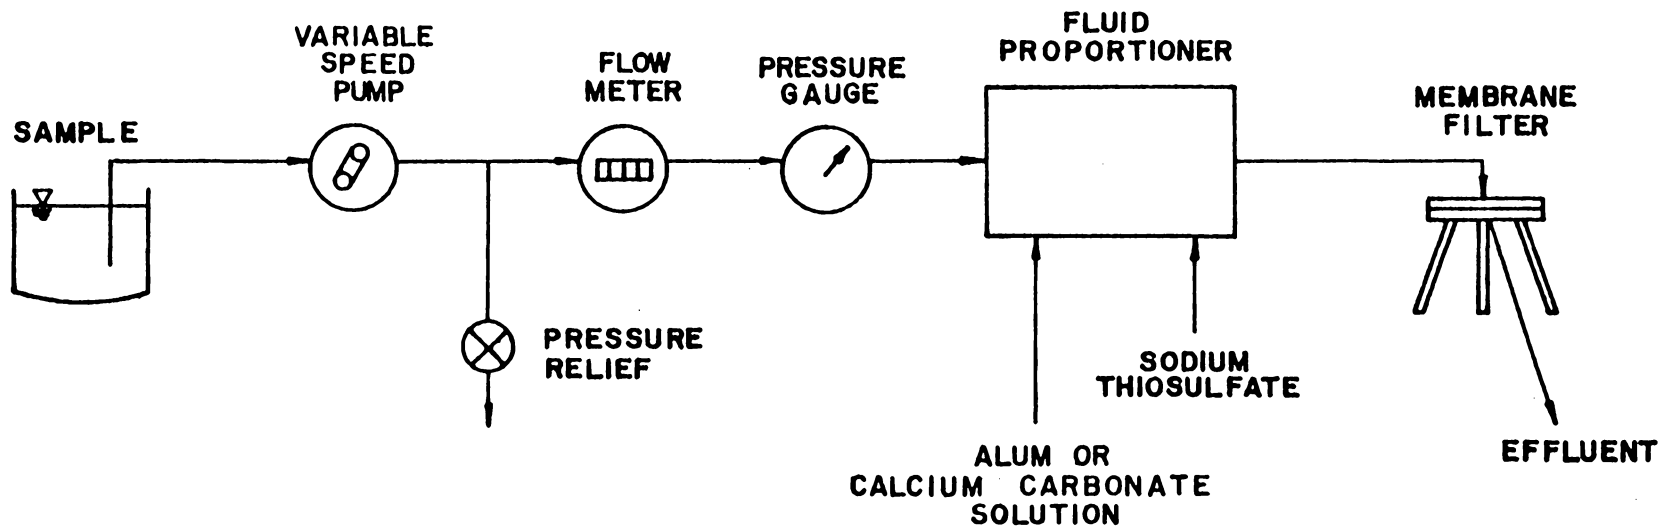 SAMPLE
VARIABLE
SPEED
PUMP
FLOW
METER
PRESSURE
GAUGE
FLUID
PROPORTIONER
MEMBRANE
FILTER
PRESSURE
RELIEF
SODIUM
THIOSULFATE
ALUM OR
CALCIUM CARBONATE
SOLUTION
EFFLUENT